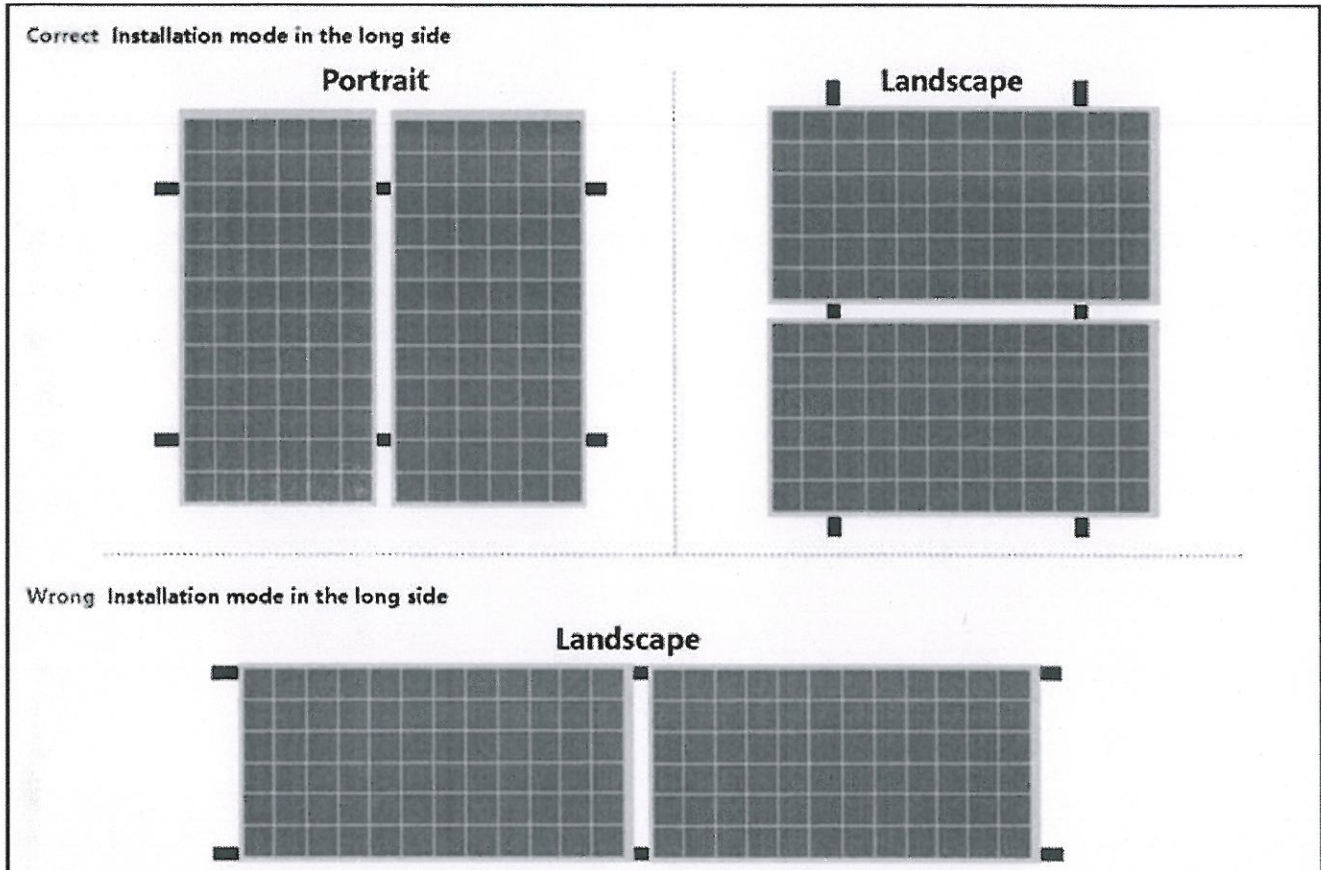 Correct Installation mode in the long side
Portrait
Landscape
Wrong Installation mode in the long side
Landscape